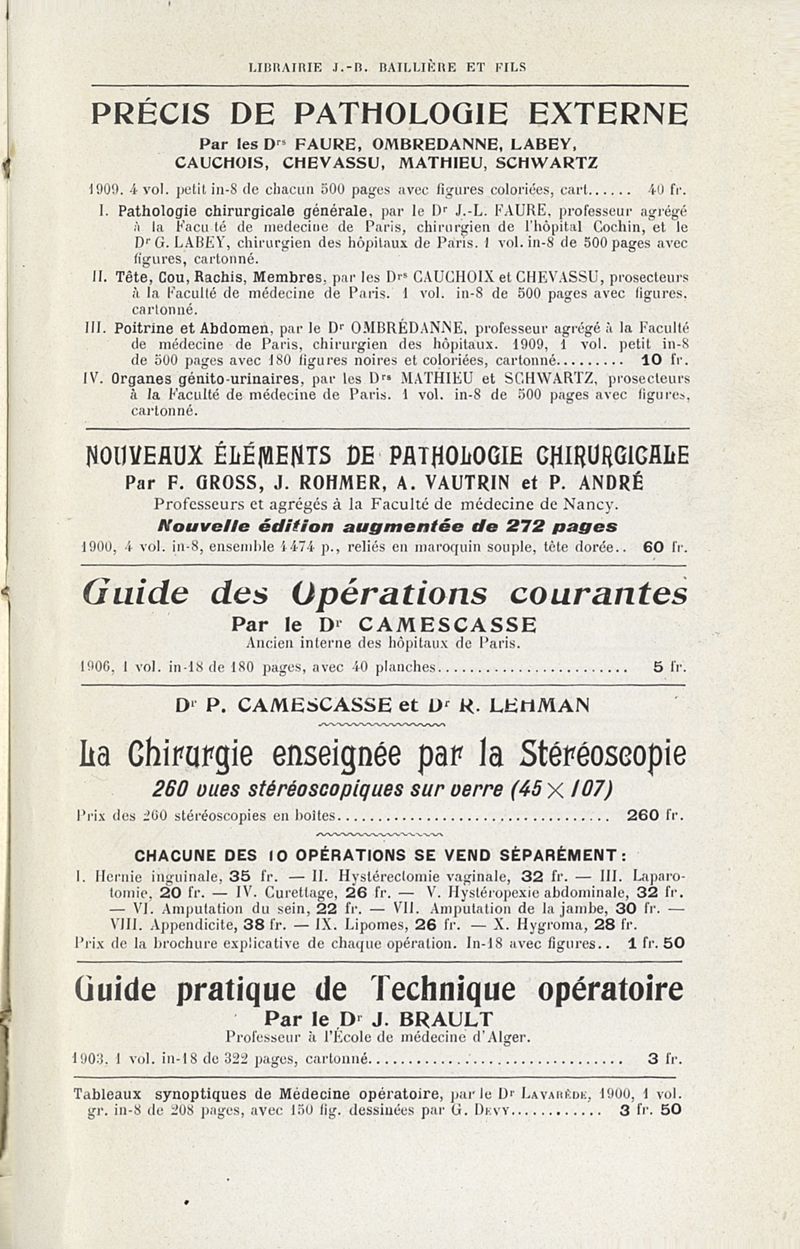 LIBRAIRIE J.-B. BAILLIÈRE ET FILS
PRÉCIS DE PATHOLOGIE EXTERNE
Par les Drs FAURE, OMBREDANNE, LABEY,
CAUCHOIS, CHEVASSU, MATHIEU, SCHWARTZ
1909. 4 vol. petit in-8 de chacun 500 pages avec figures coloriées, cart...... 40 fr.
I. Pathologie chirurgicale générale, par le Dr J.-L. FAURE, professeur agrégé
à la Facu té de medecine de Paris, chirurgien de l'hôpital Cochin, et le
Dr G. LABEY, chirurgien des hôpitaux de Paris. 1 vol. in-8 de 500 pages avec
figures, cartonné.
II. Tête, Cou, Rachis, Membres, par les Drs CAUCHOIX et CHEVASSU, prosecteurs
à la Faculté de médecine de Paris. 1 vol. in-8 de 500 pages avec figures.
cartonné.
III. Poitrine et Abdomen, par le Dr OMBRÉDANNE, professeur agrégé à la Faculté
de médecine de Paris, chirurgien des hôpitaux. 1909, 1 vol. petit in-8
de 500 pages avec 180 figures noires et coloriées, cartonné......... 10 fr.
IV. Organes génito-urinaires, par les Drs MATHIEU et SCHWARTZ, prosecteurs
à la Faculté de médecine de Paris. 1 vol. in-8 de 500 pages avec figures,
cartonné.
NOUVEAUX ÉLÉMENTS DE PATHOLOGIE CHIRURGICALE
Par F. GROSS, J. ROHMER, A. VAUTRIN et P. ANDRÉ
Professeurs et agrégés à la Faculté de médecine de Nancy.
Nouvelle édition augmentée de 272 pages
1900, 4 vol. in-8, ensemble 4474 p., reliés en maroquin souple, tête dorée.. 60 fr.
Guide des Opérations courantes
Par le Dr CAMESCASSE
Ancien interne des hôpitaux de Paris.
1906, 1 vol. in-18 de 180 pages, avec 40 planches........................ 5 fr.
Dr P. CAMESCASSE et Dr R. LEHMAN
La Chirurgie enseignée par la Stéréoscopie
260 vues stéréoscopiques sur verre (45 × 107)
Prix des 260 stéréoscopies en boîtes.................................. 260 fr.
CHACUNE DES 10 OPÉRATIONS SE VEND SÉPARÉMENT :
I. Hernie inguinale, 35 fr. — II. Hystérectomie vaginale, 32 fr. — III. Laparo-
tomie, 20 fr. — IV. Curettage, 26 fr. — V. Hystéropexie abdominale, 32 fr.
— VI. Amputation du sein, 22 fr. — VII. Amputation de la jambe, 30 fr. —
VIII. Appendicite, 38 fr. — IX. Lipomes, 26 fr. — X. Hygroma, 28 fr.
Prix de la brochure explicative de chaque opération. In-18 avec figures.. 1 fr. 50
Guide pratique de Technique opératoire
Par le Dr J. BRAULT
Professeur à l'École de médecine d'Alger.
1903. 1 vol. in-18 de 322 pages, cartonné................................ 3 fr.
Tableaux synoptiques de Médecine opératoire, par le Dr LAVARÈDE, 1900, 1 vol.
gr. in-8 de 208 pages, avec 150 fig. dessinées par G. DEVY............ 3 fr. 50